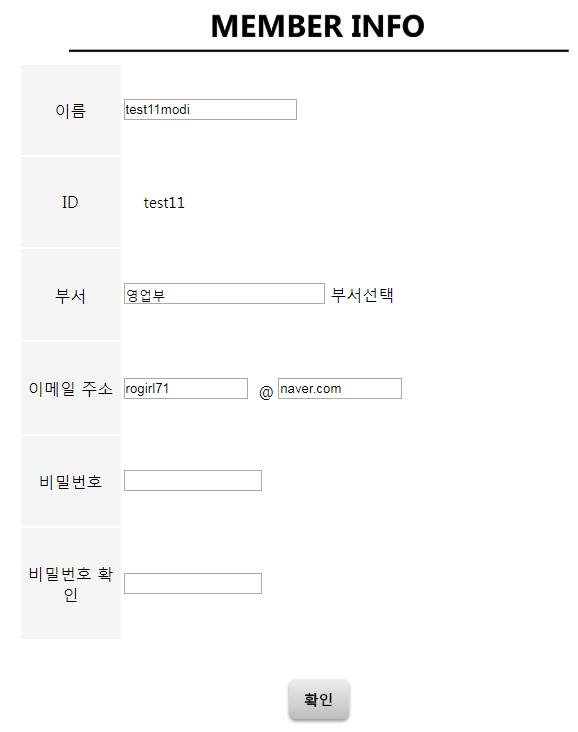 MEMBER INFO
이름 test11modi
ID test11
부서 영업부 부서선택
이메일 주소 rogirl71 @ naver.com
비밀번호
비밀번호 확
인
확인